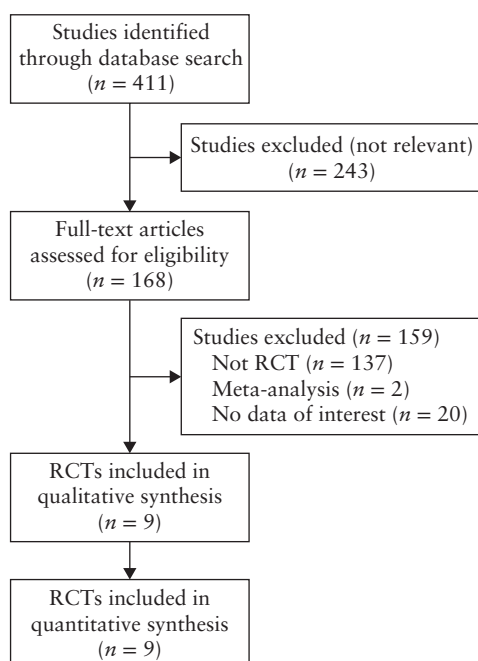 Studies identified
through database search
(n = 411)
Studies excluded (not relevant)
(n = 243)
Full-text articles
assessed for eligibility
(n = 168)
Studies excluded (n = 159)
Not RCT (n = 137)
Meta-analysis (n = 2)
No data of interest (n = 20)
RCTs included in
qualitative synthesis
(n = 9)
RCTs included in
quantitative synthesis
(n = 9)